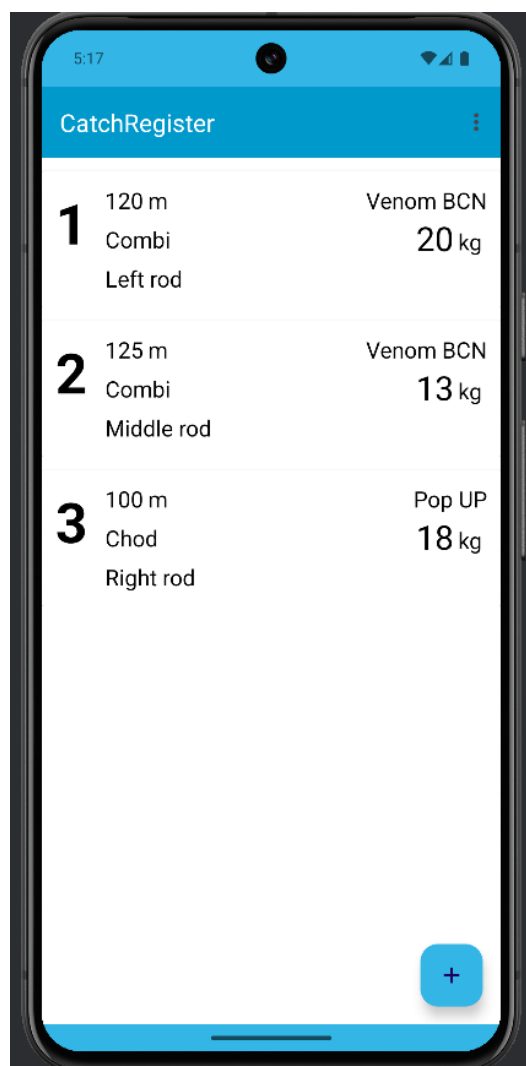 5:17
CatchRegister
1
120 m
Combi
Left rod
Venom BCN
20 kg
2
125 m
Combi
Middle rod
Venom BCN
13 kg
3
100 m
Chod
Right rod
Pop UP
18 kg
+